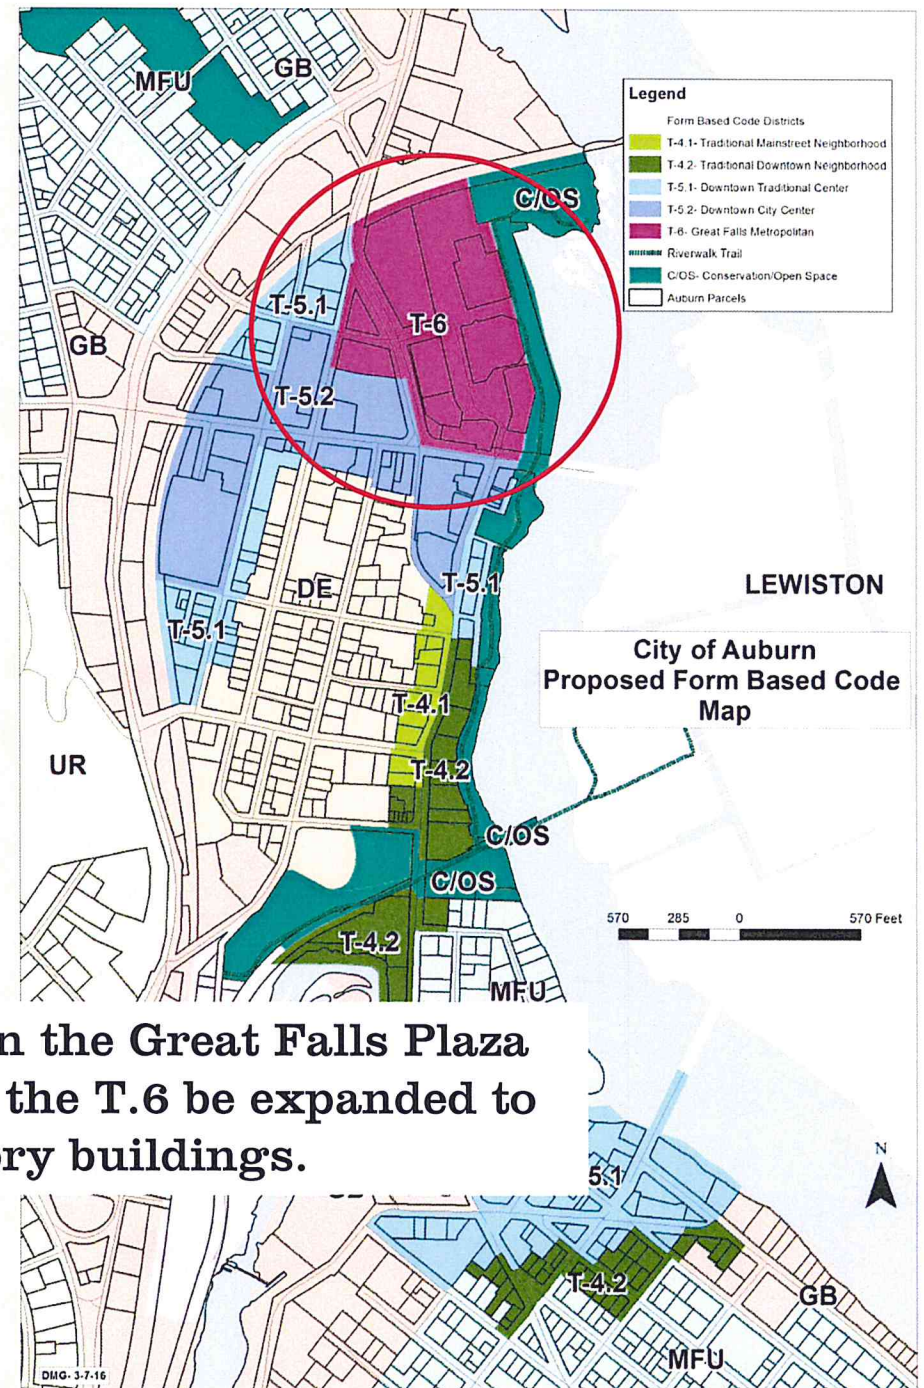 MFU
GB
Legend
Form Based Code Districts
T-4.1- Traditional Mainstreet Neighborhood
T-4.2- Traditional Downtown Neighborhood
T-5.1- Downtown Traditional Center
T-5.2- Downtown City Center
T-6- Great Falls Metropolitan
Riverwalk Trail
C/OS- Conservation/Open Space
Auburn Parcels
C/OS
T-5.1
T-6
GB
T-5.2
DE
T-5.1
LEWISTON
T-5.1
City of Auburn
Proposed Form Based Code
Map
T-4.1
UR
T-4.2
C/OS
C/OS
570 285 0 570 Feet
T-4.2
MFU
n the Great Falls Plaza
the T.6 be expanded to
ory buildings.
5.1
N
T-4.2
GB
MFU
DMG- 3-7-16